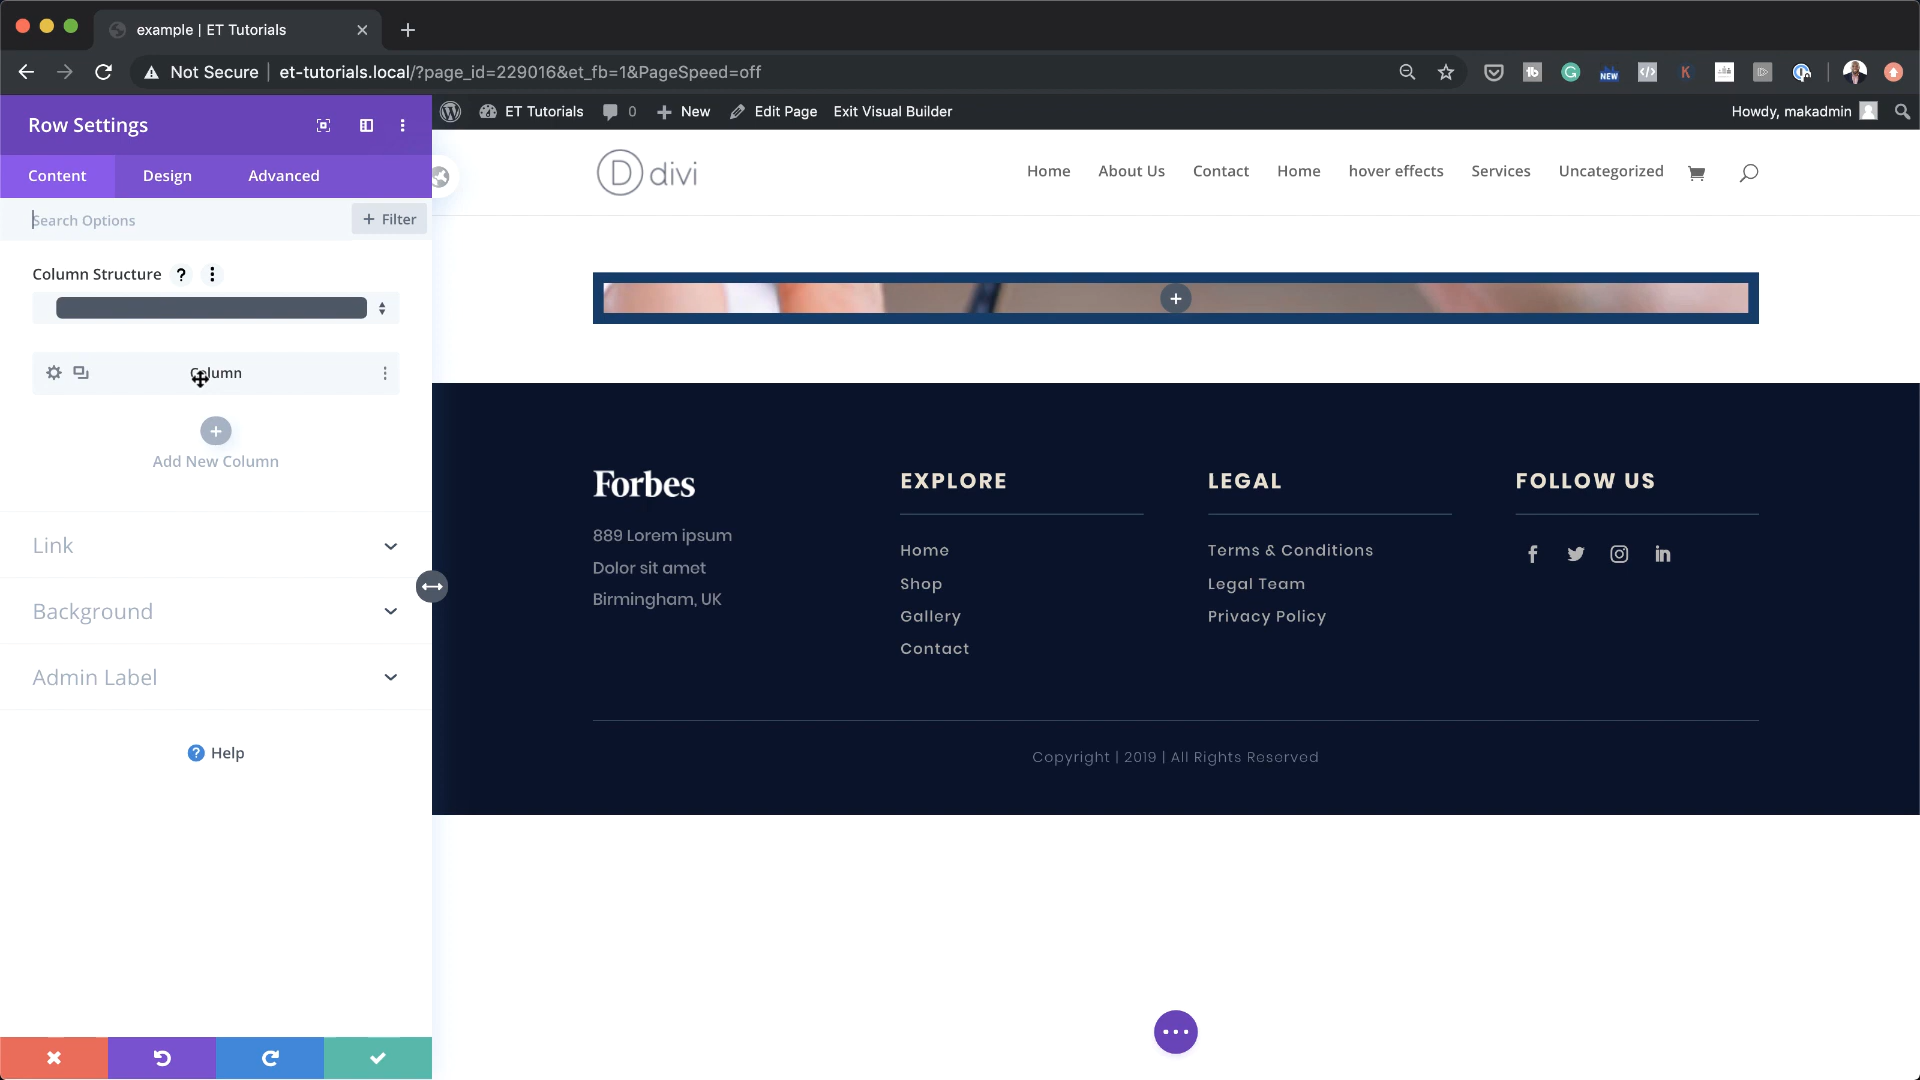 example | ET Tutorials
Not Secure | et-tutorials.local/?page_id=229016&et_fb=1&PageSpeed=off
tb
G
NEW
</>
K
Row Settings
ET Tutorials
0
New
Edit Page
Exit Visual Builder
Howdy, makadmin
Content
Design
Advanced
D divi
Home
About Us
Contact
Home
hover effects
Services
Uncategorized
Search Options
+ Filter
Column Structure ?
Column
Add New Column
Link
Background
Admin Label
? Help
Forbes
889 Lorem ipsum
Dolor sit amet
Birmingham, UK
EXPLORE
Home
Shop
Gallery
Contact
LEGAL
Terms & Conditions
Legal Team
Privacy Policy
FOLLOW US
Copyright | 2019 | All Rights Reserved